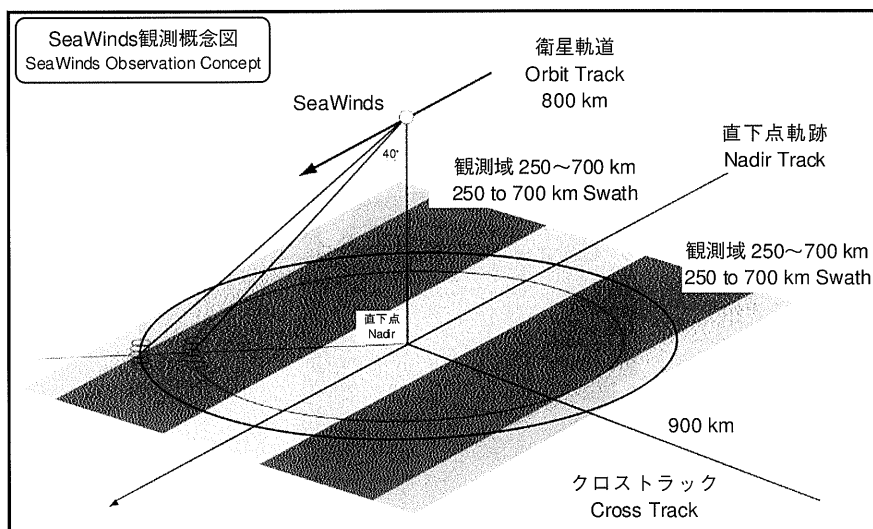 SeaWinds観測概念図
SeaWinds Observation Concept
衛星軌道
Orbit Track
800 km
SeaWinds
40°
直下点軌跡
Nadir Track
観測域 250～700 km
250 to 700 km Swath
観測域 250～700 km
250 to 700 km Swath
直下点
Nadir
900 km
クロストラック
Cross Track